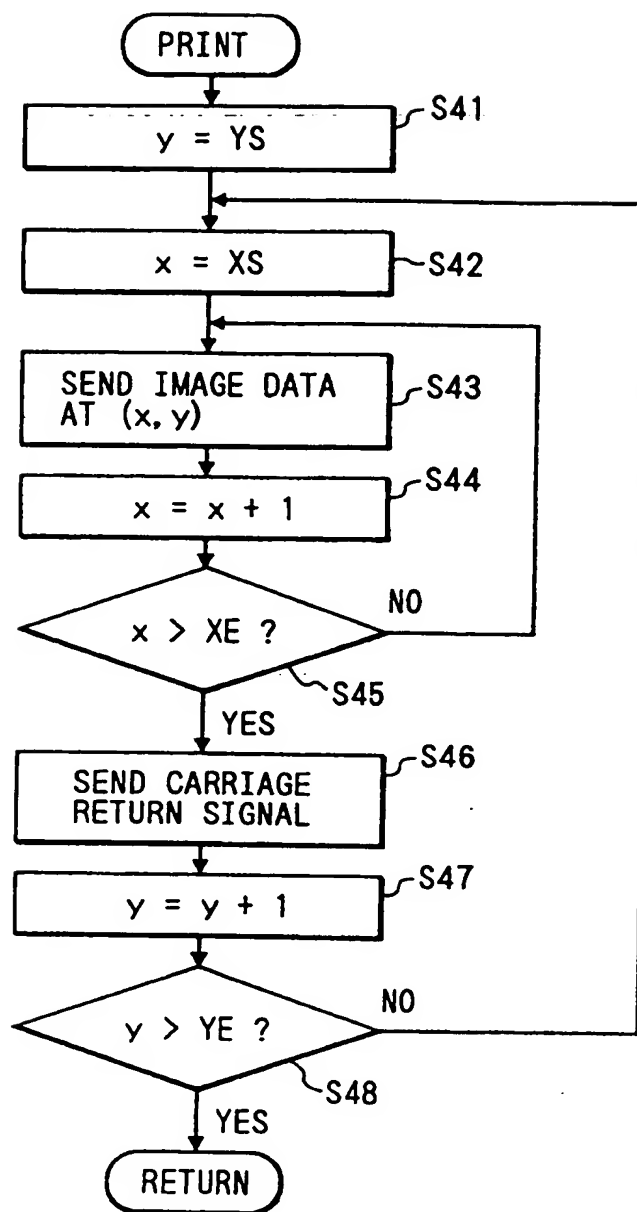 PRINT
S41
y = YS
x = XS
S42
SEND IMAGE DATA
AT (x, y)
S43
S44
x = x + 1
NO
x > XE ?
S45
YES
S46
SEND CARRIAGE
RETURN SIGNAL
S47
y = y + 1
NO
y > YE ?
S48
YES
RETURN